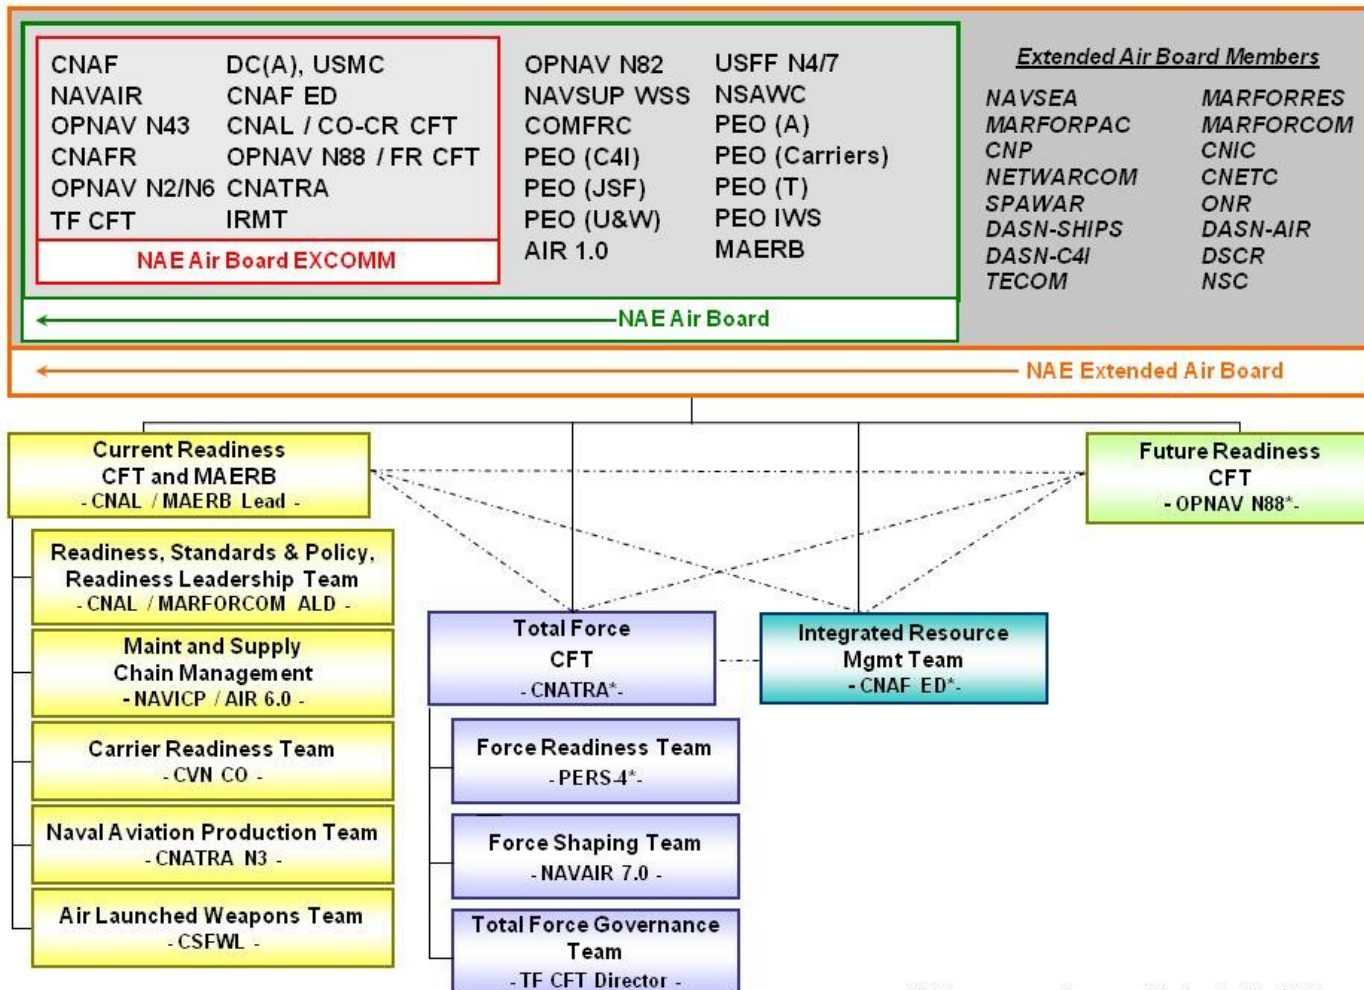 CNAF
NAVAIR
OPNAV N43
CNAFR
OPNAV N2/N6
TF CFT
DC(A), USMC
CNAF ED
CNAL / CO-CR CFT
OPNAV N88 / FR CFT
CNATRA
IRMT
NAE Air Board EXCOMM
OPNAV N82
NAVSUP WSS
COMFRC
PEO (C4I)
PEO (JSF)
PEO (U&W)
AIR 1.0
USFF N4/7
NSAWC
PEO (A)
PEO (Carriers)
PEO (T)
PEO IWS
MAERB
NAE Air Board
Extended Air Board Members
NAVSEA
MARFORPAC
CNP
NETWARCOM
SPAWAR
DASN-SHIPS
DASN-C4I
TECOM
MARFORRES
MARFORCOM
CNIC
CNETC
ONR
DASN-AIR
DSCR
NSC
NAE Extended Air Board
Current Readiness
CFT and MAERB
- CNAL / MAERB Lead -
Readiness, Standards & Policy,
Readiness Leadership Team
- CNAL / MARFORCOM ALD -
Maint and Supply
Chain Management
- NAVICP / AIR 6.0 -
Carrier Readiness Team
- CVN CO -
Naval Aviation Production Team
- CNATRA N3 -
Air Launched Weapons Team
- CSFWL -
Total Force
CFT
- CNATRA*-
Force Readiness Team
- PERS-4*-
Force Shaping Team
- NAVAIR 7.0 -
Total Force Governance
Team
- TF CFT Director -
Integrated Resource
Mgmt Team
- CNAF ED*-
Future Readiness
CFT
- OPNAV N88*-